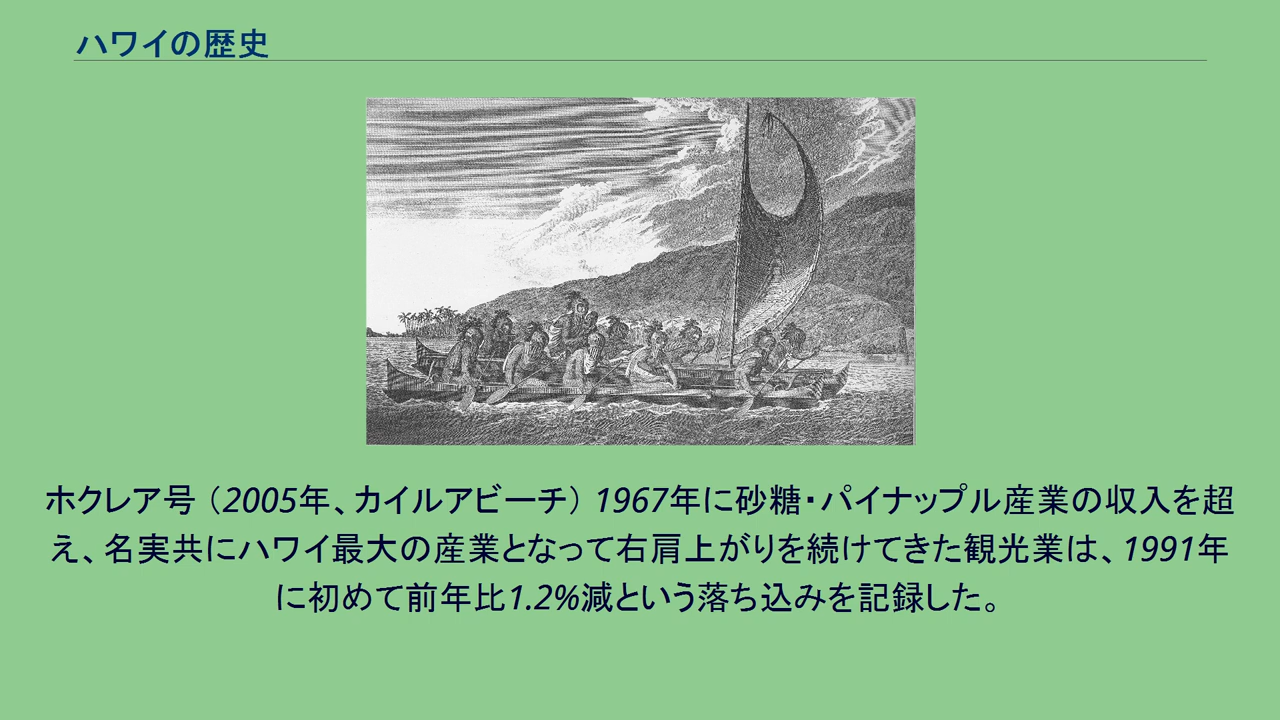 ハワイの歴史
ホクレア号（2005年、カイルアビーチ）1967年に砂糖・パイナップル産業の収入を超
え、名実共にハワイ最大の産業となって右肩上がりを続けてきた観光業は、1991年
に初めて前年比1.2%減という落ち込みを記録した。